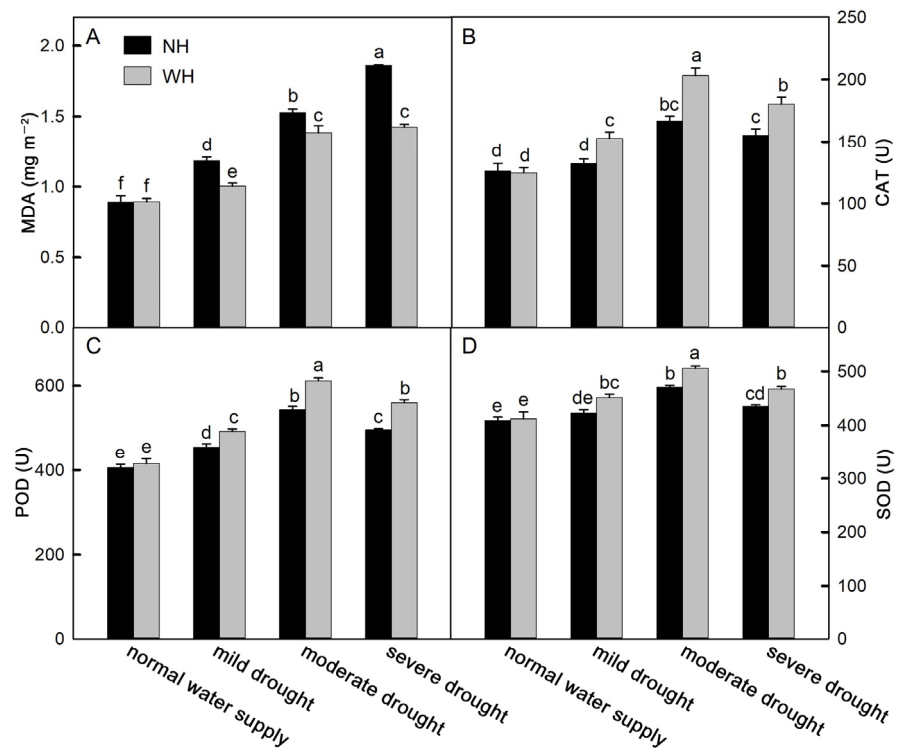 A
NH
WH
2.0
1.5
1.0
0.5
0.0
MDA (mg m⁻²)
f f d e b c a c
B
250
200
150
100
50
0
CAT (U)
d d d c bc a c b
C
600
400
200
0
POD (U)
e e d c b a c b
D
500
400
300
200
100
0
SOD (U)
e e de bc b a cd b
normal water supply
mild drought
moderate drought
severe drought
normal water supply
mild drought
moderate drought
severe drought